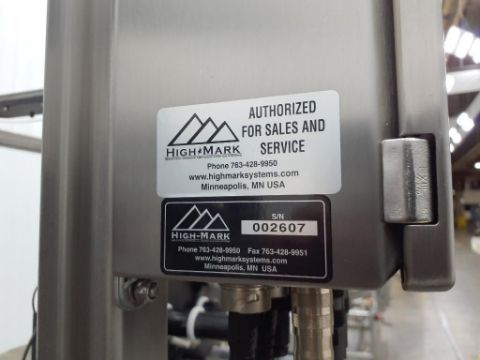 AUTHORIZED
FOR SALES AND
SERVICE
HIGH★MARK
Phone 763-428-9950
www.highmarksystems.com
Minneapolis, MN USA
S/N
002607
HIGH-MARK
Phone 763-428-9950 Fax 763-428-9951
www.highmarksystems.com
Minneapolis, MN USA